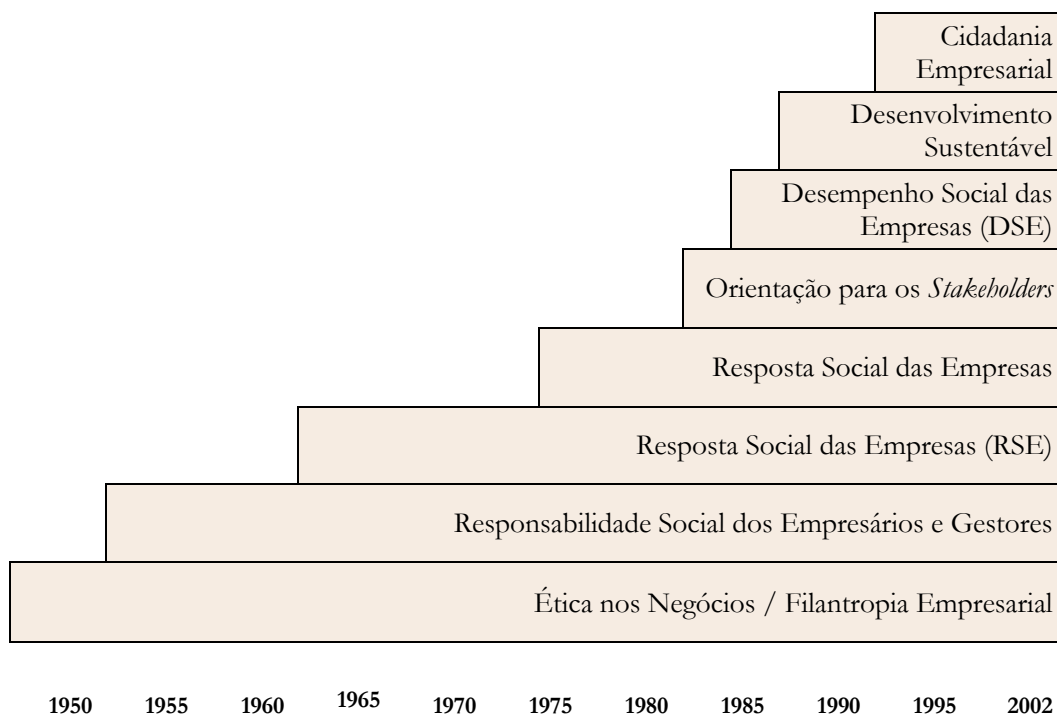 Cidadania
Empresarial
Desenvolvimento
Sustentável
Desempenho Social das
Empresas (DSE)
Orientação para os Stakeholders
Resposta Social das Empresas
Resposta Social das Empresas (RSE)
Responsabilidade Social dos Empresários e Gestores
Ética nos Negócios / Filantropia Empresarial
1950 1955 1960 1965 1970 1975 1980 1985 1990 1995 2002